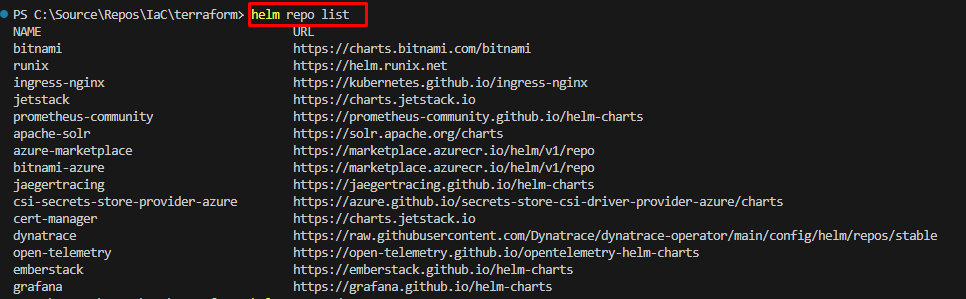 PS C:\Source\Repos\IaC\terraform> helm repo list
NAME URL
bitnami https://charts.bitnami.com/bitnami
runix https://helm.runix.net
ingress-nginx https://kubernetes.github.io/ingress-nginx
jetstack https://charts.jetstack.io
prometheus-community https://prometheus-community.github.io/helm-charts
apache-solr https://solr.apache.org/charts
azure-marketplace https://marketplace.azurecr.io/helm/v1/repo
bitnami-azure https://marketplace.azurecr.io/helm/v1/repo
jaegertracing https://jaegertracing.github.io/helm-charts
csi-secrets-store-provider-azure https://azure.github.io/secrets-store-csi-driver-provider-azure/charts
cert-manager https://charts.jetstack.io
dynatrace https://raw.githubusercontent.com/Dynatrace/dynatrace-operator/main/config/helm/repos/stable
open-telemetry https://open-telemetry.github.io/opentelemetry-helm-charts
emberstack https://emberstack.github.io/helm-charts
grafana https://grafana.github.io/helm-charts